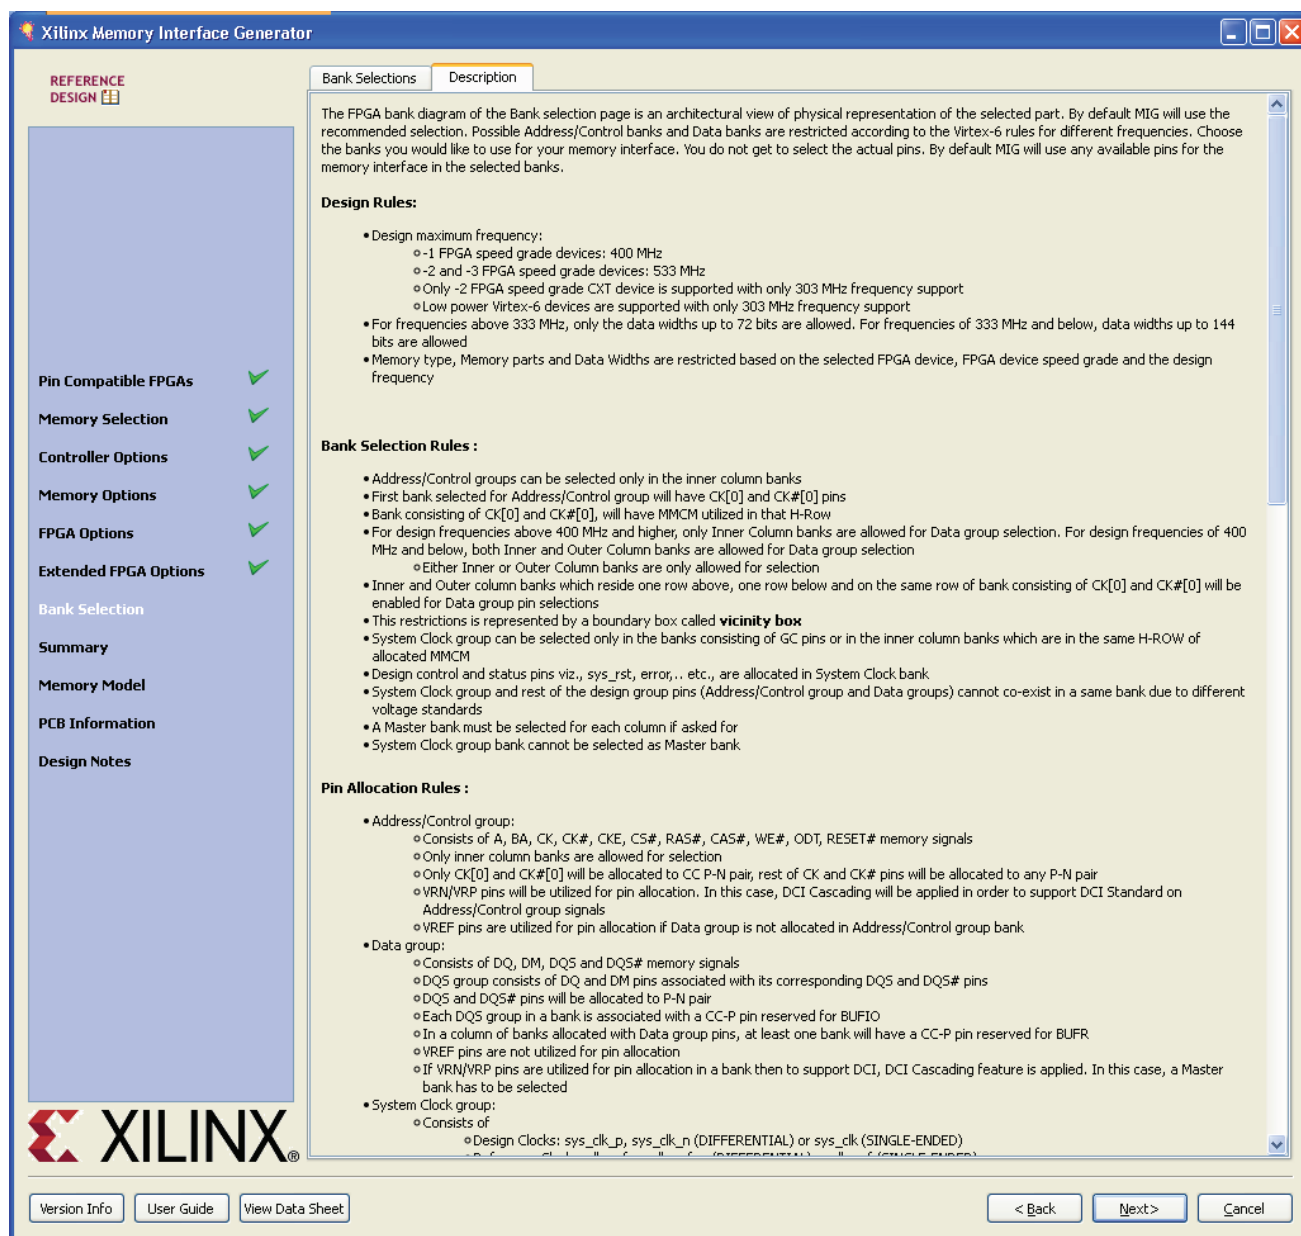 Xilinx Memory Interface Generator
REFERENCE
DESIGN
Pin Compatible FPGAs
Memory Selection
Controller Options
Memory Options
FPGA Options
Extended FPGA Options
Bank Selection
Summary
Memory Model
PCB Information
Design Notes
XILINX®
Bank Selections
Description
The FPGA bank diagram of the Bank selection page is an architectural view of physical representation of the selected part. By default MIG will use the
recommended selection. Possible Address/Control banks and Data banks are restricted according to the Virtex-6 rules for different frequencies. Choose
the banks you would like to use for your memory interface. You do not get to select the actual pins. By default MIG will use any available pins for the
memory interface in the selected banks.
Design Rules:
• Design maximum frequency:
o -1 FPGA speed grade devices: 400 MHz
o -2 and -3 FPGA speed grade devices: 533 MHz
o Only -2 FPGA speed grade CXT device is supported with only 303 MHz frequency support
o Low power Virtex-6 devices are supported with only 303 MHz frequency support
• For frequencies above 333 MHz, only the data widths up to 72 bits are allowed. For frequencies of 333 MHz and below, data widths up to 144
bits are allowed
• Memory type, Memory parts and Data Widths are restricted based on the selected FPGA device, FPGA device speed grade and the design
frequency
Bank Selection Rules :
• Address/Control groups can be selected only in the inner column banks
• First bank selected for Address/Control group will have CK[0] and CK#[0] pins
• Bank consisting of CK[0] and CK#[0], will have MMCM utilized in that H-Row
• For design frequencies above 400 MHz and higher, only Inner Column banks are allowed for Data group selection. For design frequencies of 400
MHz and below, both Inner and Outer Column banks are allowed for Data group selection
o Either Inner or Outer Column banks are only allowed for selection
• Inner and Outer column banks which reside one row above, one row below and on the same row of bank consisting of CK[0] and CK#[0] will be
enabled for Data group pin selections
• This restrictions is represented by a boundary box called vicinity box
• System Clock group can be selected only in the banks consisting of GC pins or in the inner column banks which are in the same H-ROW of
allocated MMCM
• Design control and status pins viz., sys_rst, error,.. etc., are allocated in System Clock bank
• System Clock group and rest of the design group pins (Address/Control group and Data groups) cannot co-exist in a same bank due to different
voltage standards
• A Master bank must be selected for each column if asked for
• System Clock group bank cannot be selected as Master bank
Pin Allocation Rules :
• Address/Control group:
o Consists of A, BA, CK, CK#, CKE, CS#, RAS#, CAS#, WE#, ODT, RESET# memory signals
o Only inner column banks are allowed for selection
o Only CK[0] and CK#[0] will be allocated to CC P-N pair, rest of CK and CK# pins will be allocated to any P-N pair
o VRN/VRP pins will be utilized for pin allocation. In this case, DCI Cascading will be applied in order to support DCI Standard on
Address/Control group signals
o VREF pins are utilized for pin allocation if Data group is not allocated in Address/Control group bank
• Data group:
o Consists of DQ, DM, DQS and DQS# memory signals
o DQS group consists of DQ and DM pins associated with its corresponding DQS and DQS# pins
o DQS and DQS# pins will be allocated to P-N pair
o Each DQS group in a bank is associated with a CC-P pin reserved for BUFIO
o In a column of banks allocated with Data group pins, at least one bank will have a CC-P pin reserved for BUFR
o VREF pins are not utilized for pin allocation
o If VRN/VRP pins are utilized for pin allocation in a bank then to support DCI, DCI Cascading feature is applied. In this case, a Master
bank has to be selected
• System Clock group:
o Consists of
o Design Clocks: sys_clk_p, sys_clk_n (DIFFERENTIAL) or sys_clk (SINGLE-ENDED)
Version Info
User Guide
View Data Sheet
< Back
Next>
Cancel